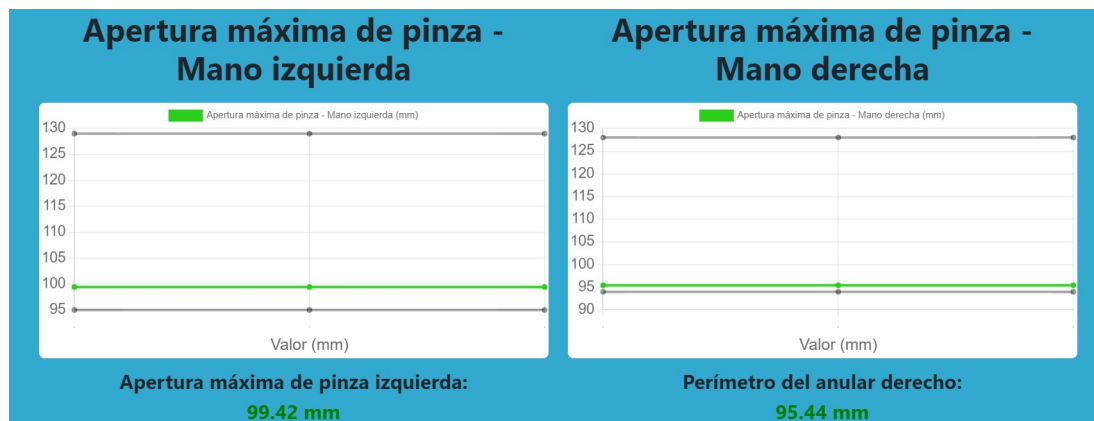 Apertura máxima de pinza -
Mano izquierda
Apertura máxima de pinza - Mano izquierda (mm)
130
125
120
115
110
105
100
95
Valor (mm)
Apertura máxima de pinza izquierda:
99.42 mm
Apertura máxima de pinza -
Mano derecha
Apertura máxima de pinza - Mano derecha (mm)
130
125
120
115
110
105
100
95
90
Valor (mm)
Perímetro del anular derecho:
95.44 mm